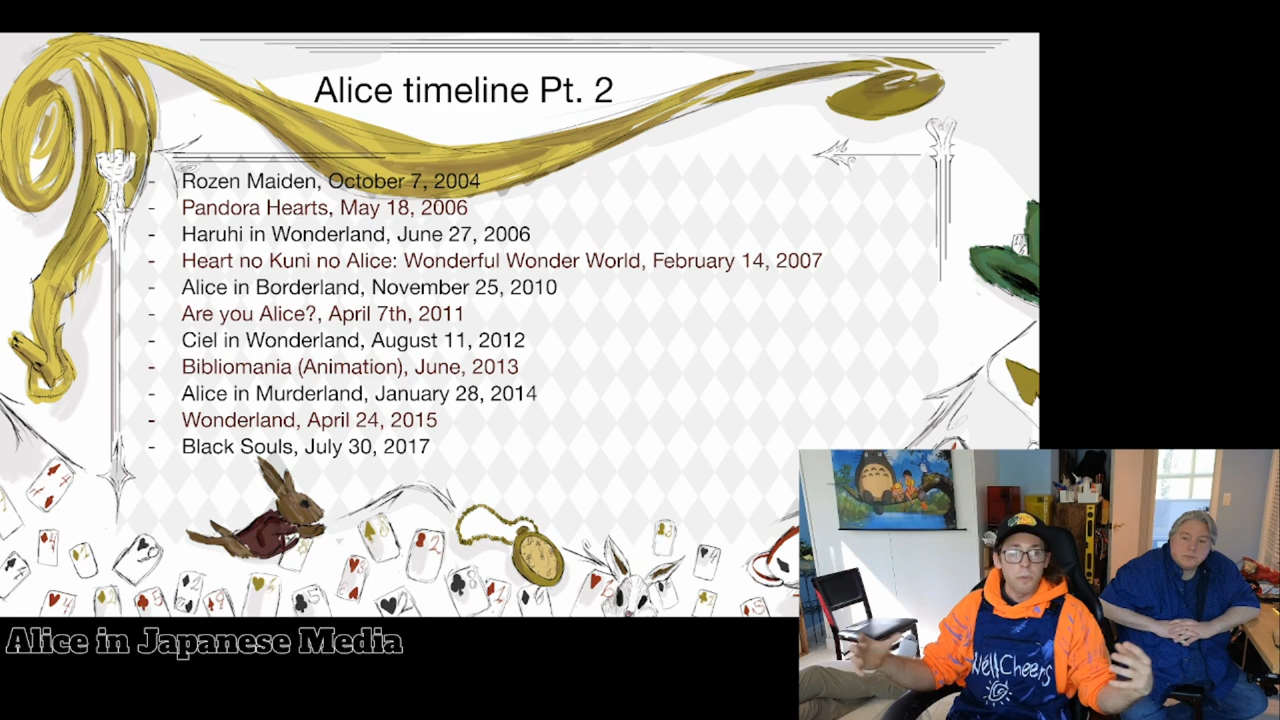 Alice timeline Pt. 2
- Rozen Maiden, October 7, 2004
- Pandora Hearts, May 18, 2006
- Haruhi in Wonderland, June 27, 2006
- Heart no Kuni no Alice: Wonderful Wonder World, February 14, 2007
- Alice in Borderland, November 25, 2010
- Are you Alice?, April 7th, 2011
- Ciel in Wonderland, August 11, 2012
- Bibliomania (Animation), June, 2013
- Alice in Murderland, January 28, 2014
- Wonderland, April 24, 2015
- Black Souls, July 30, 2017
Alice in Japanese Media
WellCheers